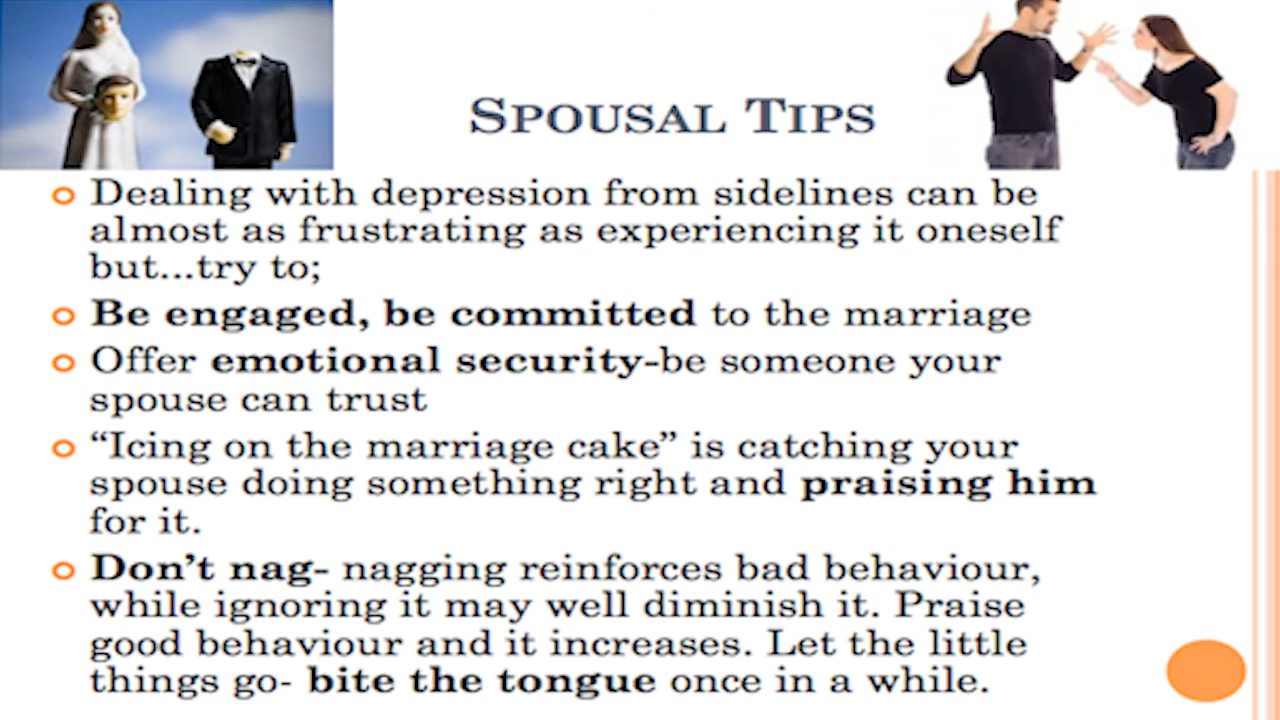 SPOUSAL TIPS
Dealing with depression from sidelines can be
almost as frustrating as experiencing it oneself
but...try to;
Be engaged, be committed to the marriage
Offer emotional security-be someone your
spouse can trust
“Icing on the marriage cake” is catching your
spouse doing something right and praising him
for it.
Don’t nag- nagging reinforces bad behaviour,
while ignoring it may well diminish it. Praise
good behaviour and it increases. Let the little
things go- bite the tongue once in a while.